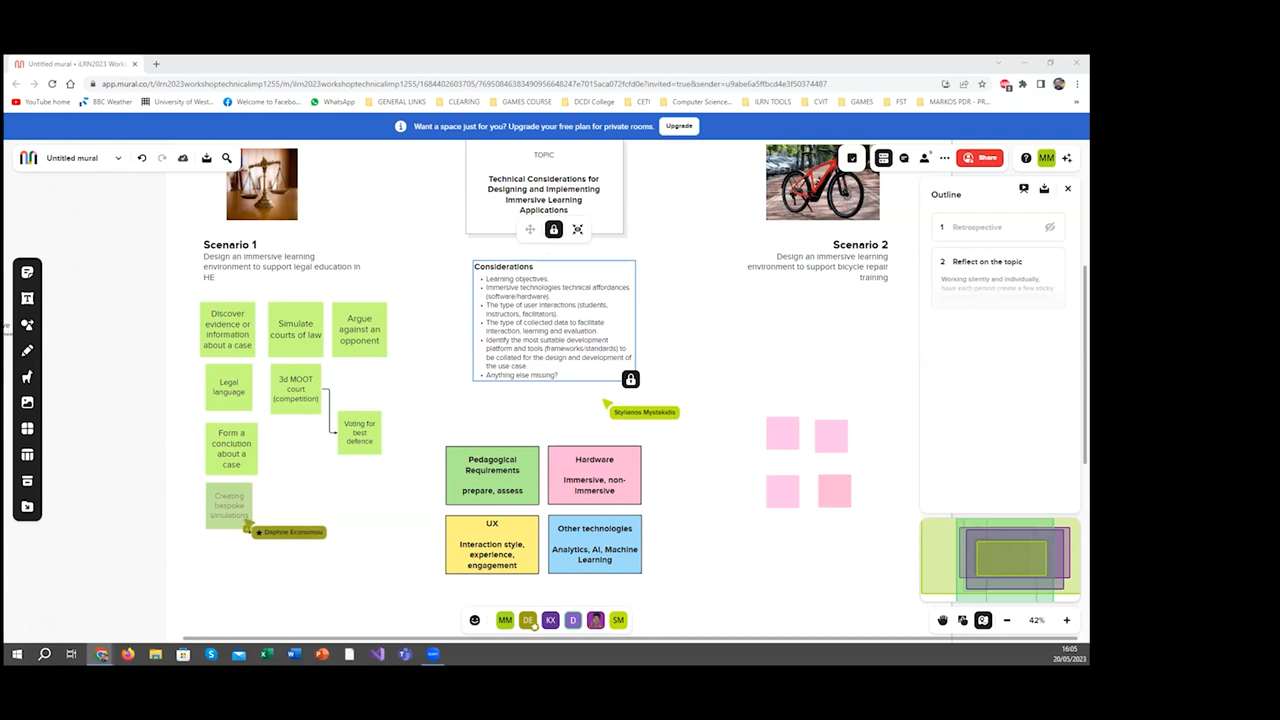 Untitled mural • iLRN2023 Work
app.mural.co/t/ilrn2023workshoptechnicalimp1255/m/ilrn2023workshoptechnicalimp1255/1684402603705/7695084638349095664824​7e7015aca072fcfd0e?invited=true&sender=u9abe6a5ffbcd4e3f50374487
YouTube home
BBC Weather
University of West...
Welcome to Facebo...
WhatsApp
GENERAL LINKS
CLEARING
GAMES COURSE
DCDI College
CETI
Computer Science...
ILRN TOOLS
CVIT
GAMES
FST
MARKOS PDR - PR...
Want a space just for you? Upgrade your free plan for private rooms.
Upgrade
Untitled mural
Share
MM
TOPIC
Technical Considerations for
Designing and Implementing
Immersive Learning
Applications
Scenario 1
Design an immersive learning
environment to support legal education in
HE
Discover
evidence or
information
about a case
Simulate
courts of law
Argue
against an
opponent
Legal
language
3d MOOT
court
(competition)
Voting for
best
defence
Form a
conclution about
a case
Creating
bespoke
simulations
Daphne Economou
Considerations
• Learning objectives.
• Immersive technologies technical affordances
(software/hardware).
• The type of user interactions (students,
instructors, facilitators).
• The type of collected data to facilitate
interaction, learning and evaluation.
• Identify the most suitable development
platform and tools (frameworks/standards) to
be collated for the design and development of
the use case.
• Anything else missing?
Stylianos Mystakidis
Pedagogical
Requirements
prepare, assess
Hardware
Immersive, non-
immersive
UX
Interaction style,
experience,
engagement
Other technologies
Analytics, AI, Machine
Learning
Scenario 2
Design an immersive learning
environment to support bicycle repair
training
Outline
1 Retrospective
2 Reflect on the topic
Working silently and individually,
have each person create a few sticky
MM
DE
KX
D
SM
42%
16:05
20/05/2023